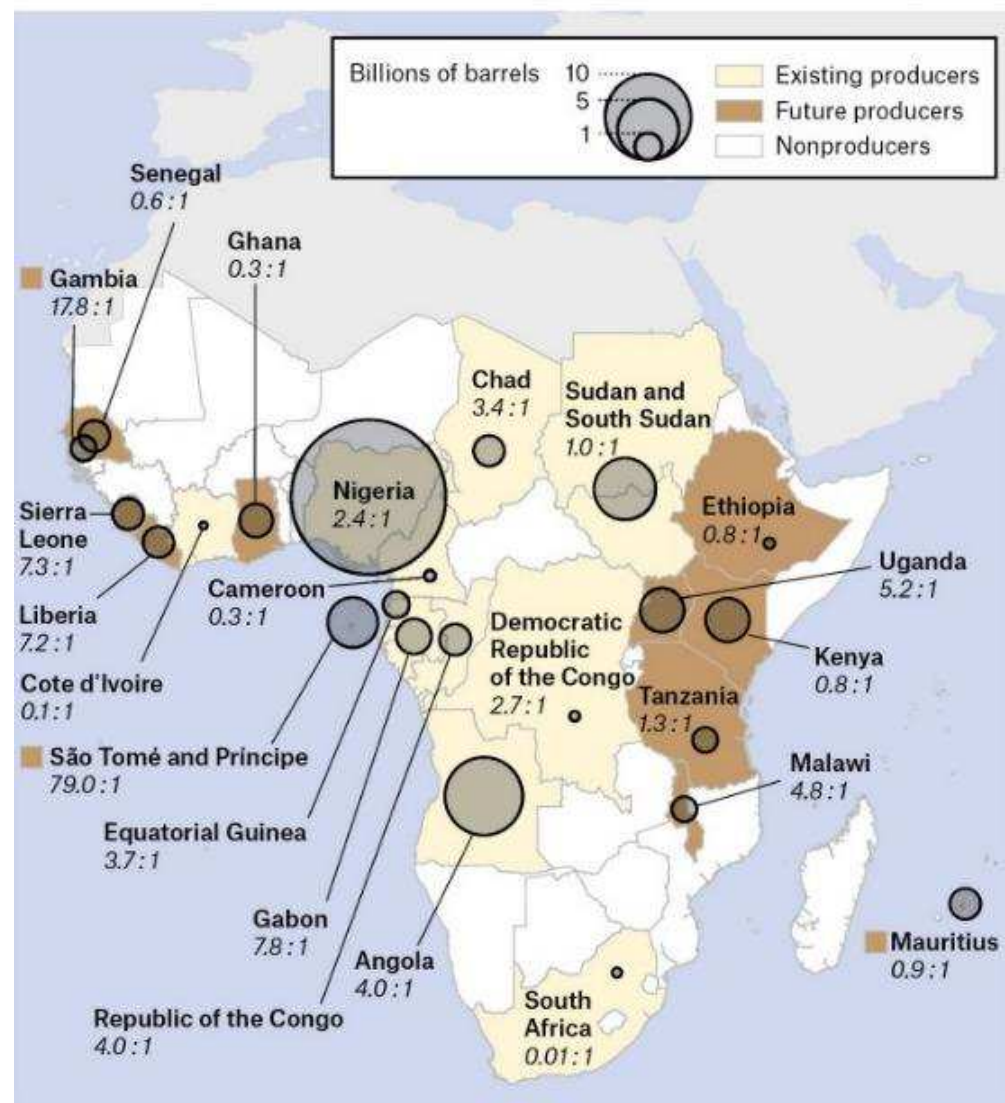 Billions of barrels
10
5
1
Existing producers
Future producers
Nonproducers
Senegal
0.6:1
Ghana
0.3:1
Gambia
17.8:1
Chad
3.4:1
Sudan and
South Sudan
1.0:1
Nigeria
2.4:1
Ethiopia
0.8:1
Sierra
Leone
7.3:1
Uganda
5.2:1
Cameroon
0.3:1
Liberia
7.2:1
Democratic
Republic
of the Congo
2.7:1
Kenya
0.8:1
Cote d'Ivoire
0.1:1
Tanzania
1.3:1
São Tomé and Príncipe
79.0:1
Malawi
4.8:1
Equatorial Guinea
3.7:1
Gabon
7.8:1
Angola
4.0:1
Mauritius
0.9:1
Republic of the Congo
4.0:1
South
Africa
0.01:1